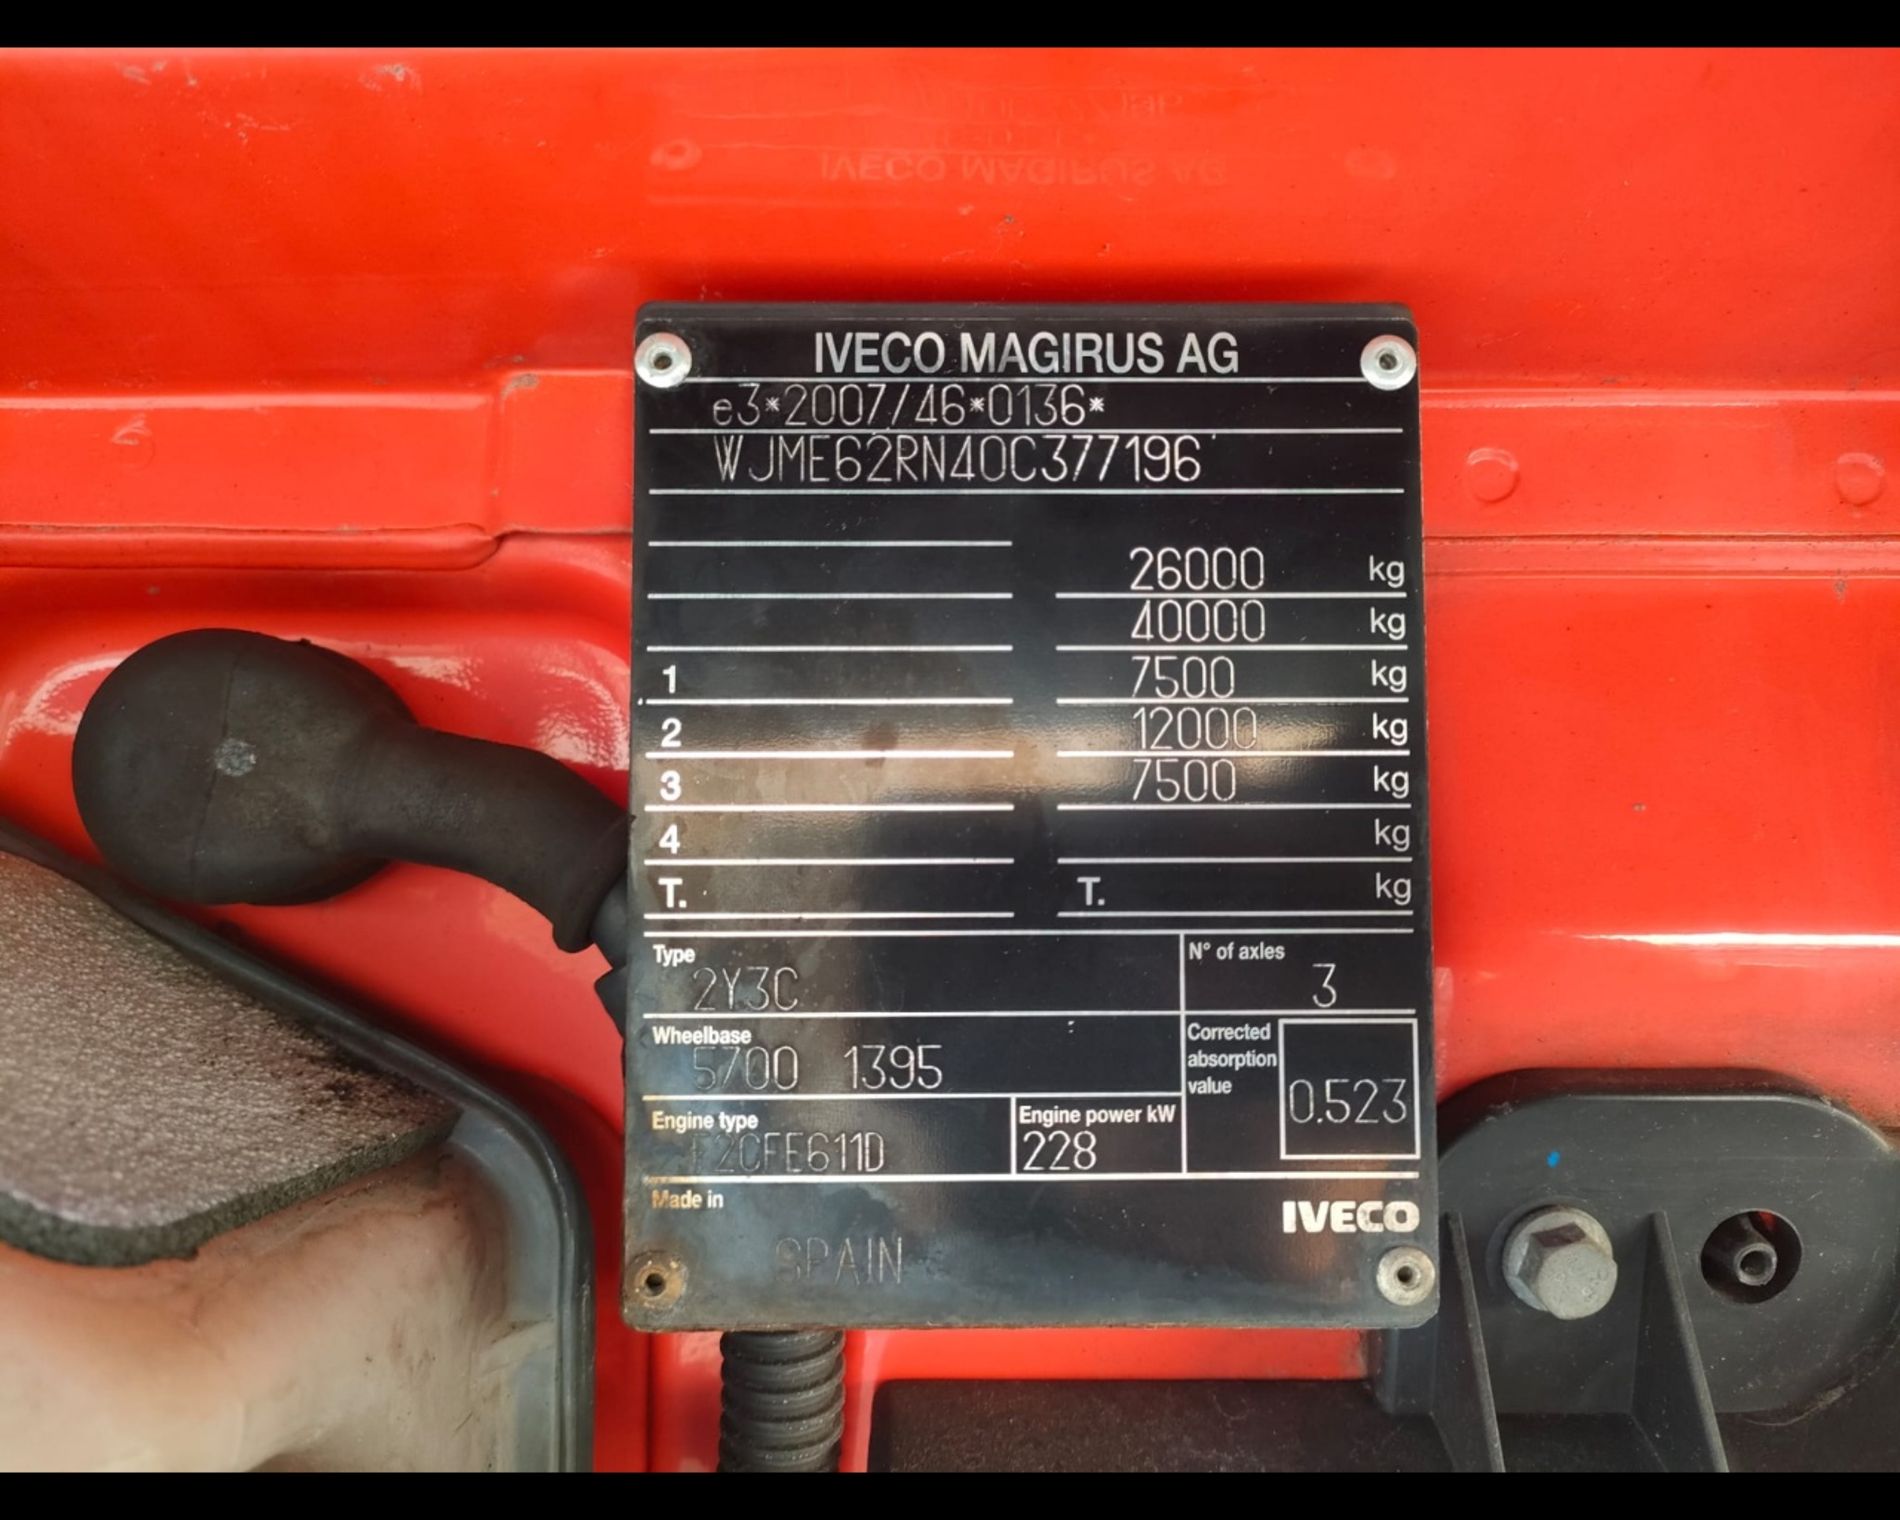 IVECO MAGIRUS AG
e3*2007/46*0136*
WJME62RN40C377196
26000 kg
40000 kg
1 7500 kg
2 12000 kg
3 7500 kg
4 kg
T. T. kg
Type 2Y3C N° of axles 3
Wheelbase 5700 1395 Corrected absorption value 0.523
Engine type F2CFE611D Engine power kW 228
Made in SPAIN IVECO